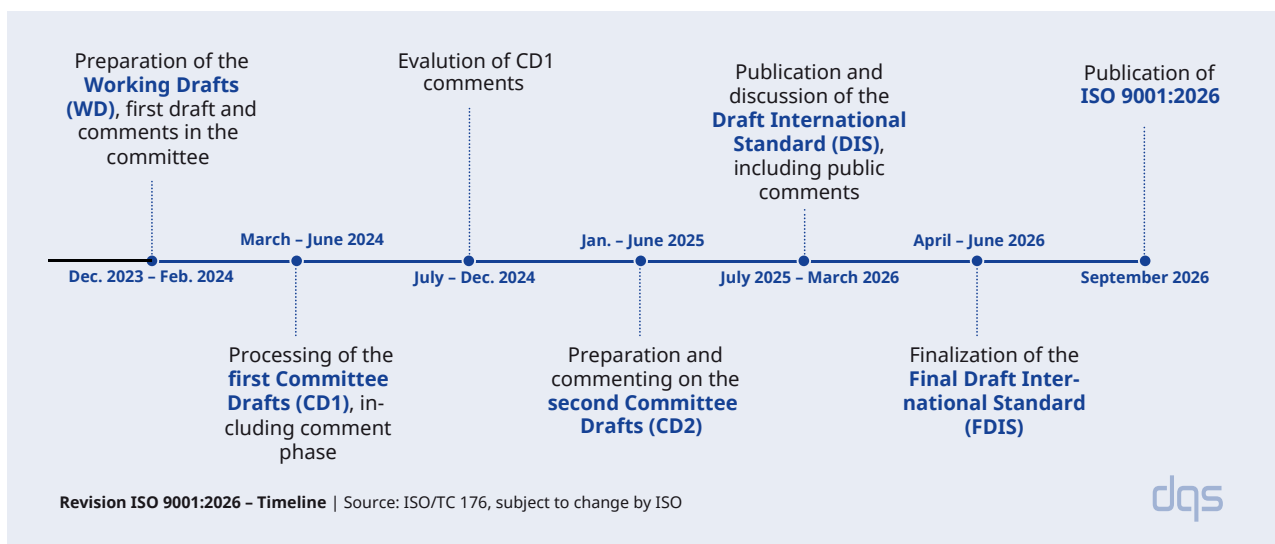 Preparation of the
Working Drafts
(WD), first draft and
comments in the
committee
Evalution of CD1
comments
Publication and
discussion of the
Draft International
Standard (DIS),
including public
comments
Publication of
ISO 9001:2026
March – June 2024
Jan. – June 2025
April – June 2026
Dec. 2023 – Feb. 2024
July – Dec. 2024
July 2025 – March 2026
September 2026
Processing of the
first Committee
Drafts (CD1), in-
cluding comment
phase
Preparation and
commenting on the
second Committee
Drafts (CD2)
Finalization of the
Final Draft Inter-
national Standard
(FDIS)
Revision ISO 9001:2026 – Timeline | Source: ISO/TC 176, subject to change by ISO
dqs